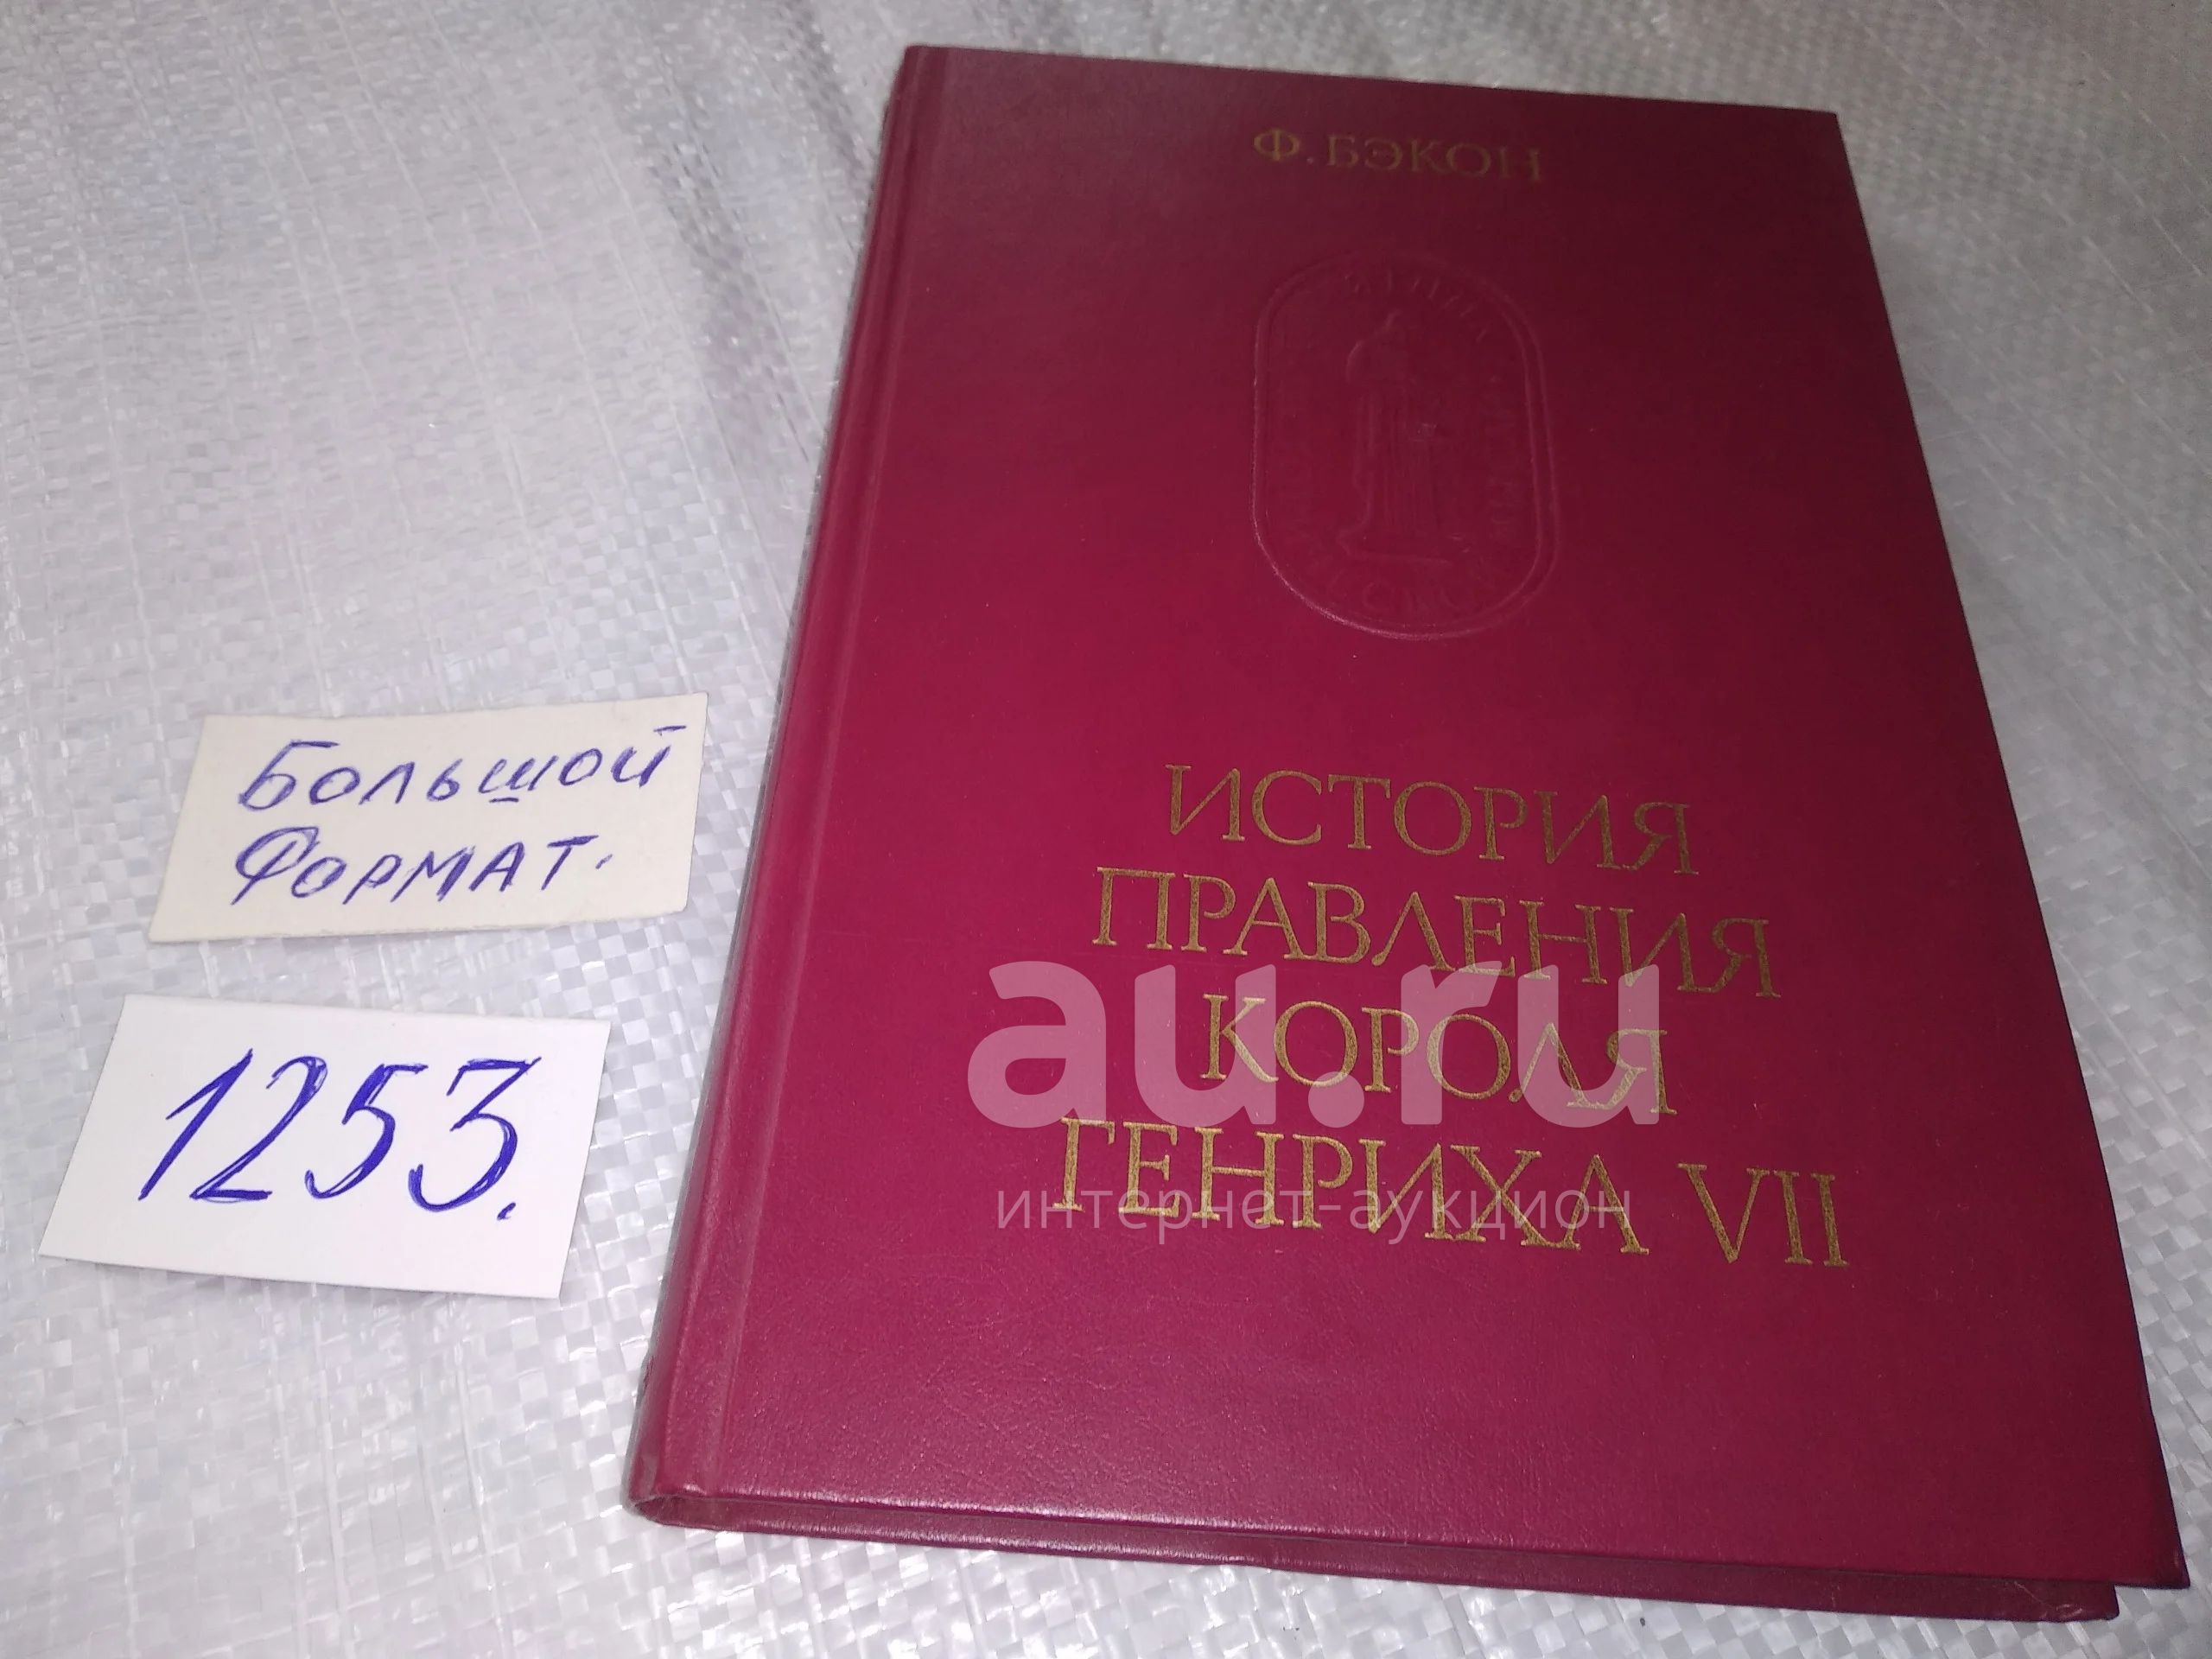 Ф. БЭКОН
ИСТОРИЯ
ПРАВЛЕНИЯ
КОРОЛЯ
ГЕНРИХА VII
БОЛЬШОЙ
ФОРМАТ.
1253.
au.ru
интернет-аукцион